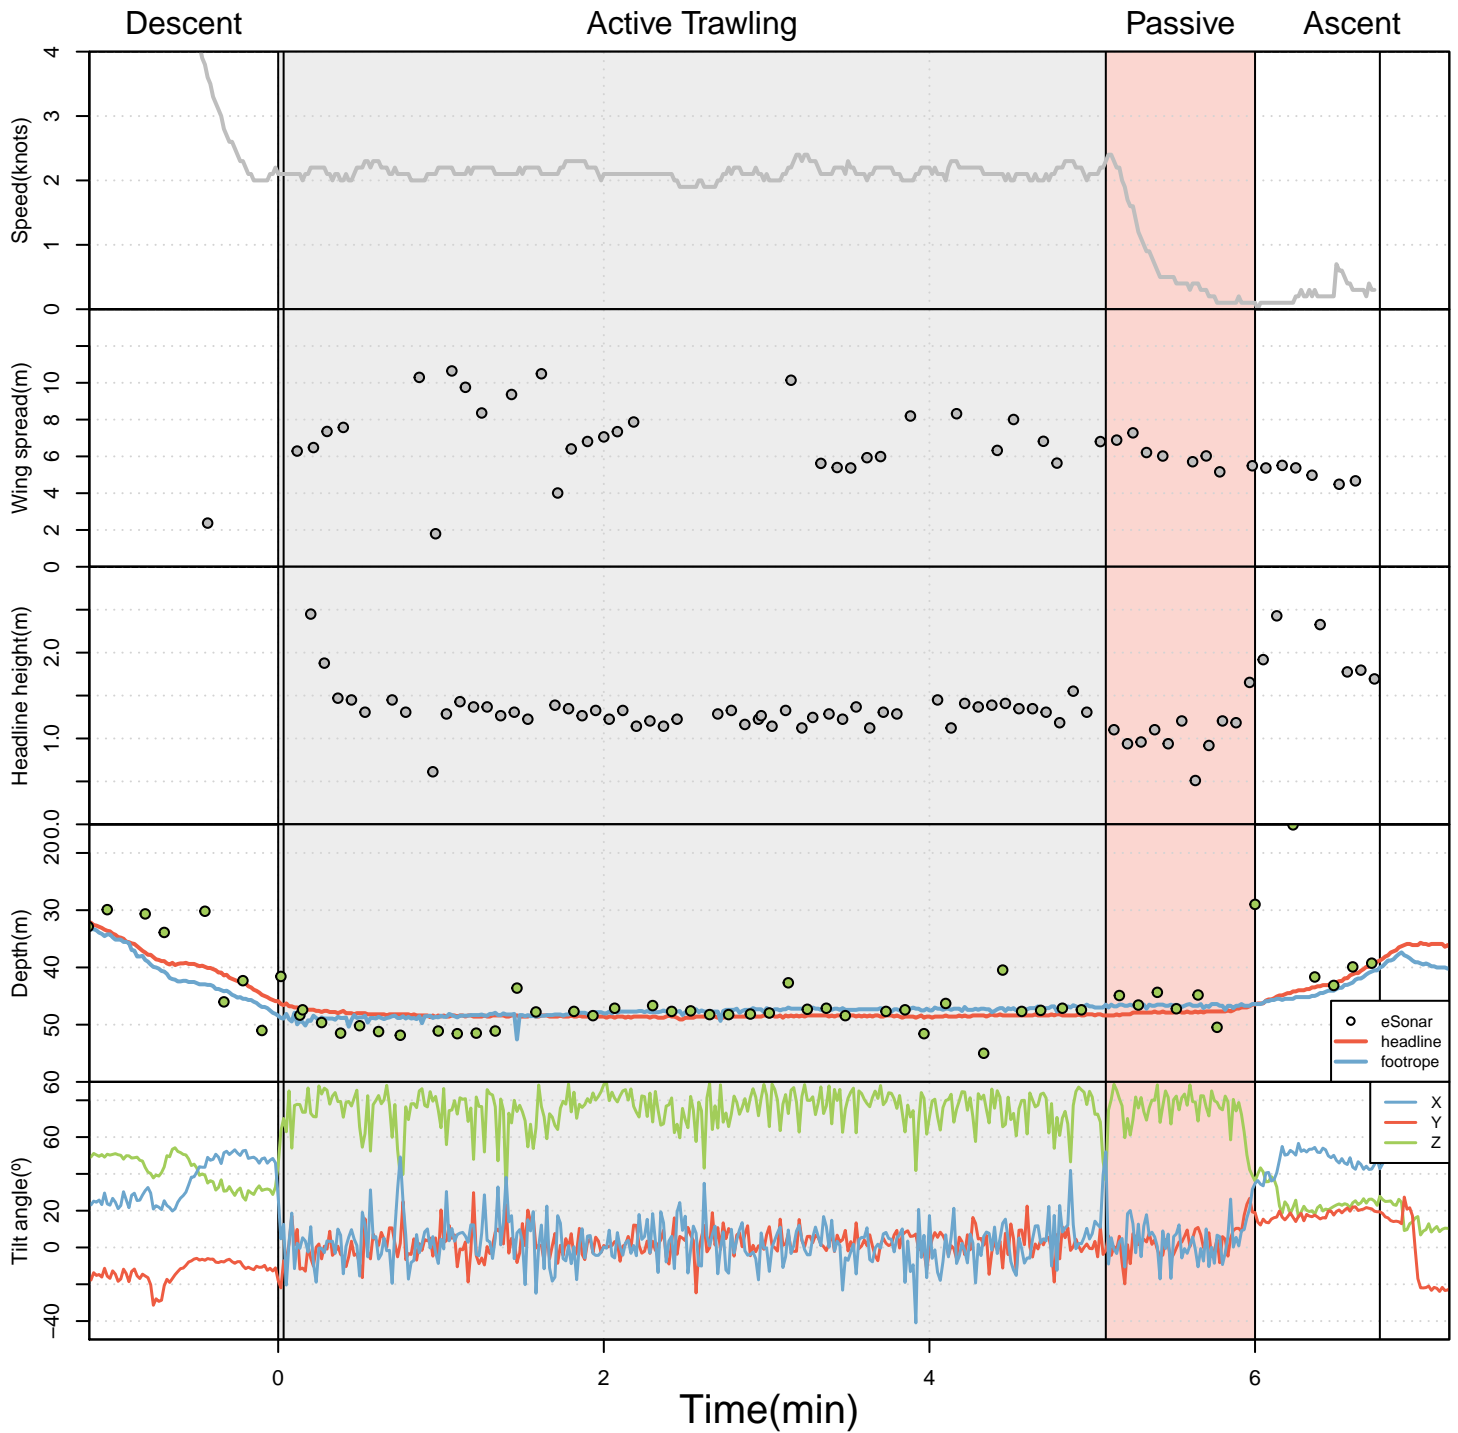 Descent Active Trawling Passive Ascent
Speed(knots)
4
3
2
1
0
Wing spread(m)
10
8
6
4
2
0
Headline height(m)
2.0
1.0
0.0
Depth(m)
20
30
40
50
60
eSonar
headline
footrope
Tilt angle(º)
60
20
0
−40
X
Y
Z
0 2 4 6
Time(min)